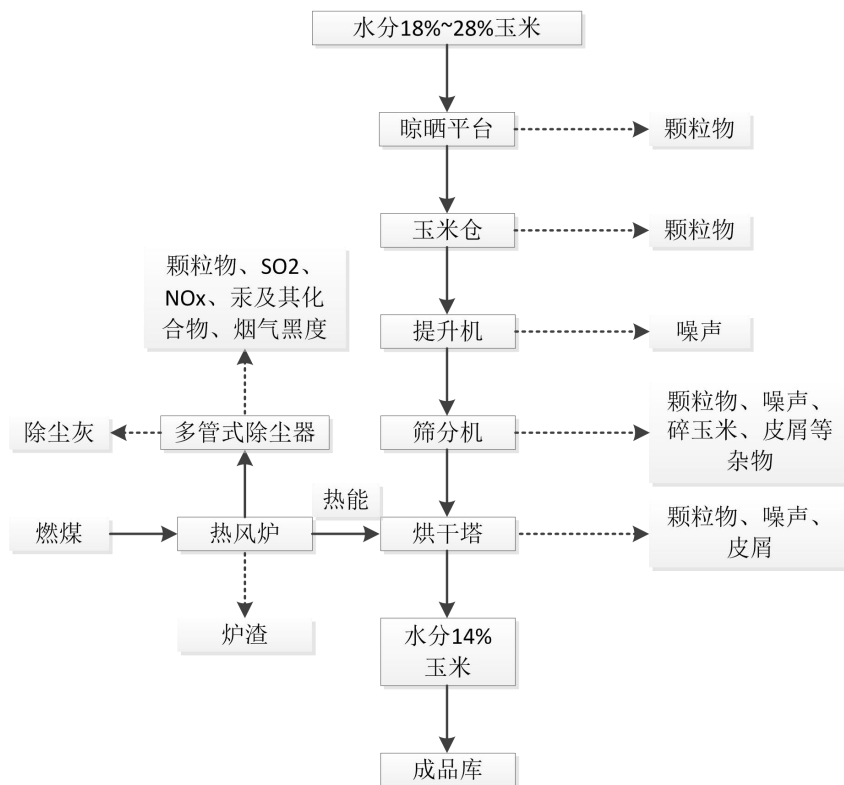 水分18%~28%玉米
晾晒平台
颗粒物
玉米仓
颗粒物
颗粒物、SO2、
NOx、汞及其化
合物、烟气黑度
提升机
噪声
除尘灰
多管式除尘器
筛分机
颗粒物、噪声、
碎玉米、皮屑等
杂物
热能
燃煤
热风炉
烘干塔
颗粒物、噪声、
皮屑
炉渣
水分14%
玉米
成品库